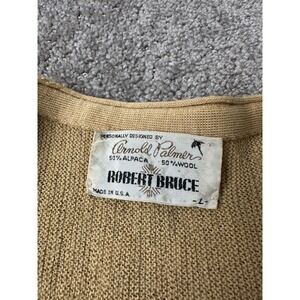 PERSONALLY DESIGNED BY
Arnold Palmer
50% ALPACA 50% WOOL
ROBERT BRUCE
MADE IN U.S.A.
-L-